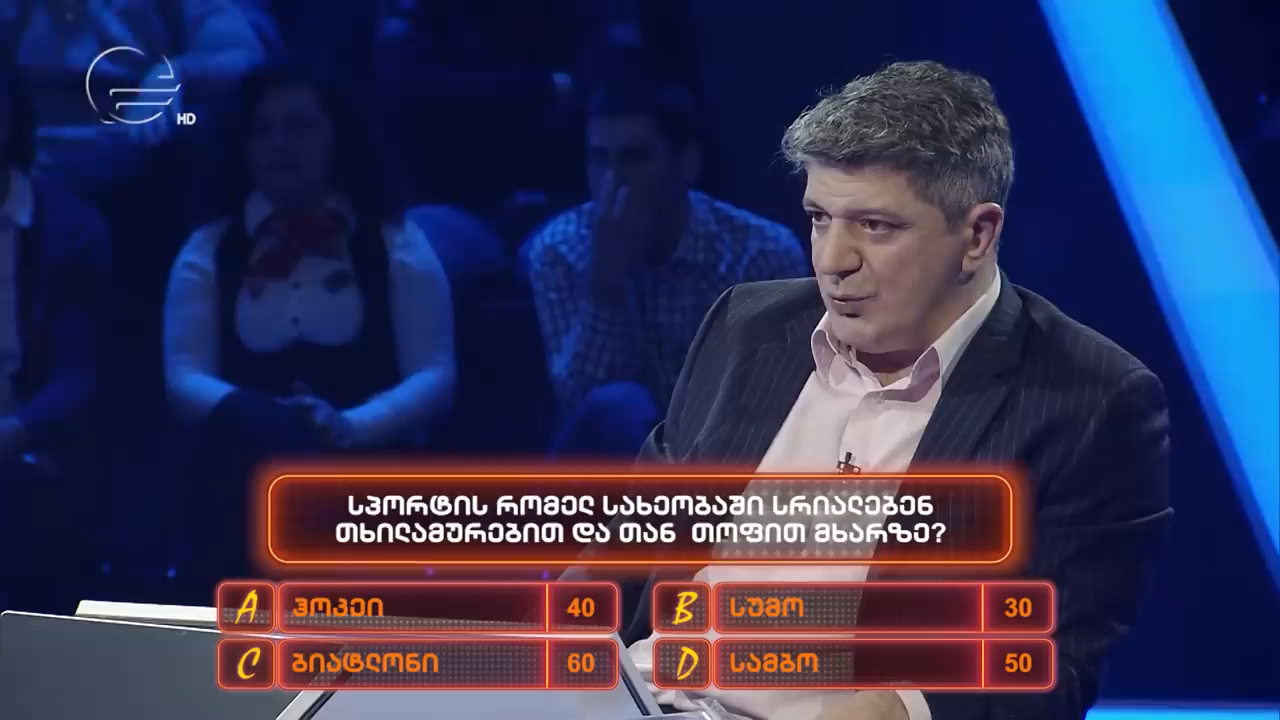 HD
სპორტის რომელ სახეობაში სრიალებენ
თხილამურებით და თან თოფით მხარზე?
A ჰოკეი 40
B სუმო 30
C ბიატლონი 60
D სამბო 50